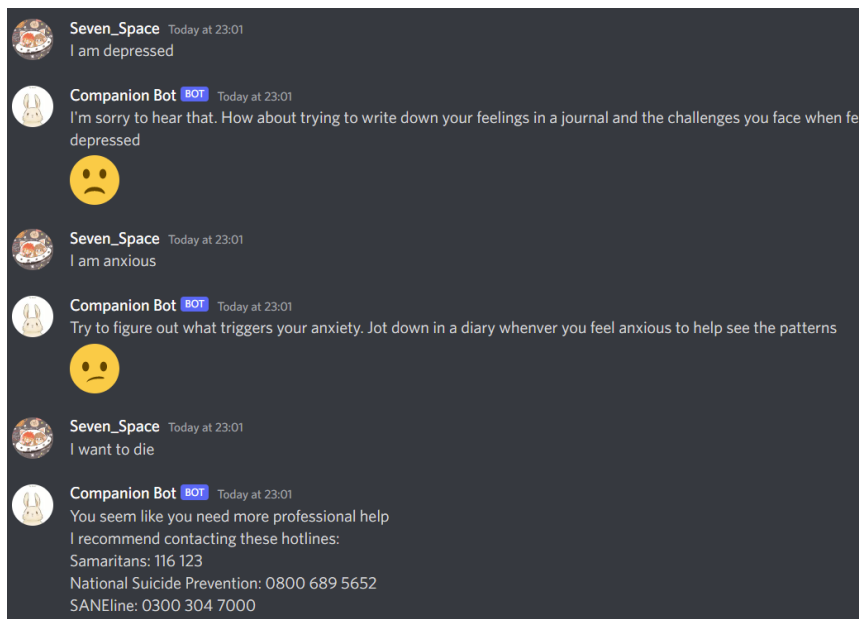 Seven_Space Today at 23:01
I am depressed
Companion Bot BOT Today at 23:01
I'm sorry to hear that. How about trying to write down your feelings in a journal and the challenges you face when fe
depressed
Seven_Space Today at 23:01
I am anxious
Companion Bot BOT Today at 23:01
Try to figure out what triggers your anxiety. Jot down in a diary whenver you feel anxious to help see the patterns
Seven_Space Today at 23:01
I want to die
Companion Bot BOT Today at 23:01
You seem like you need more professional help
I recommend contacting these hotlines:
Samaritans: 116 123
National Suicide Prevention: 0800 689 5652
SANEline: 0300 304 7000